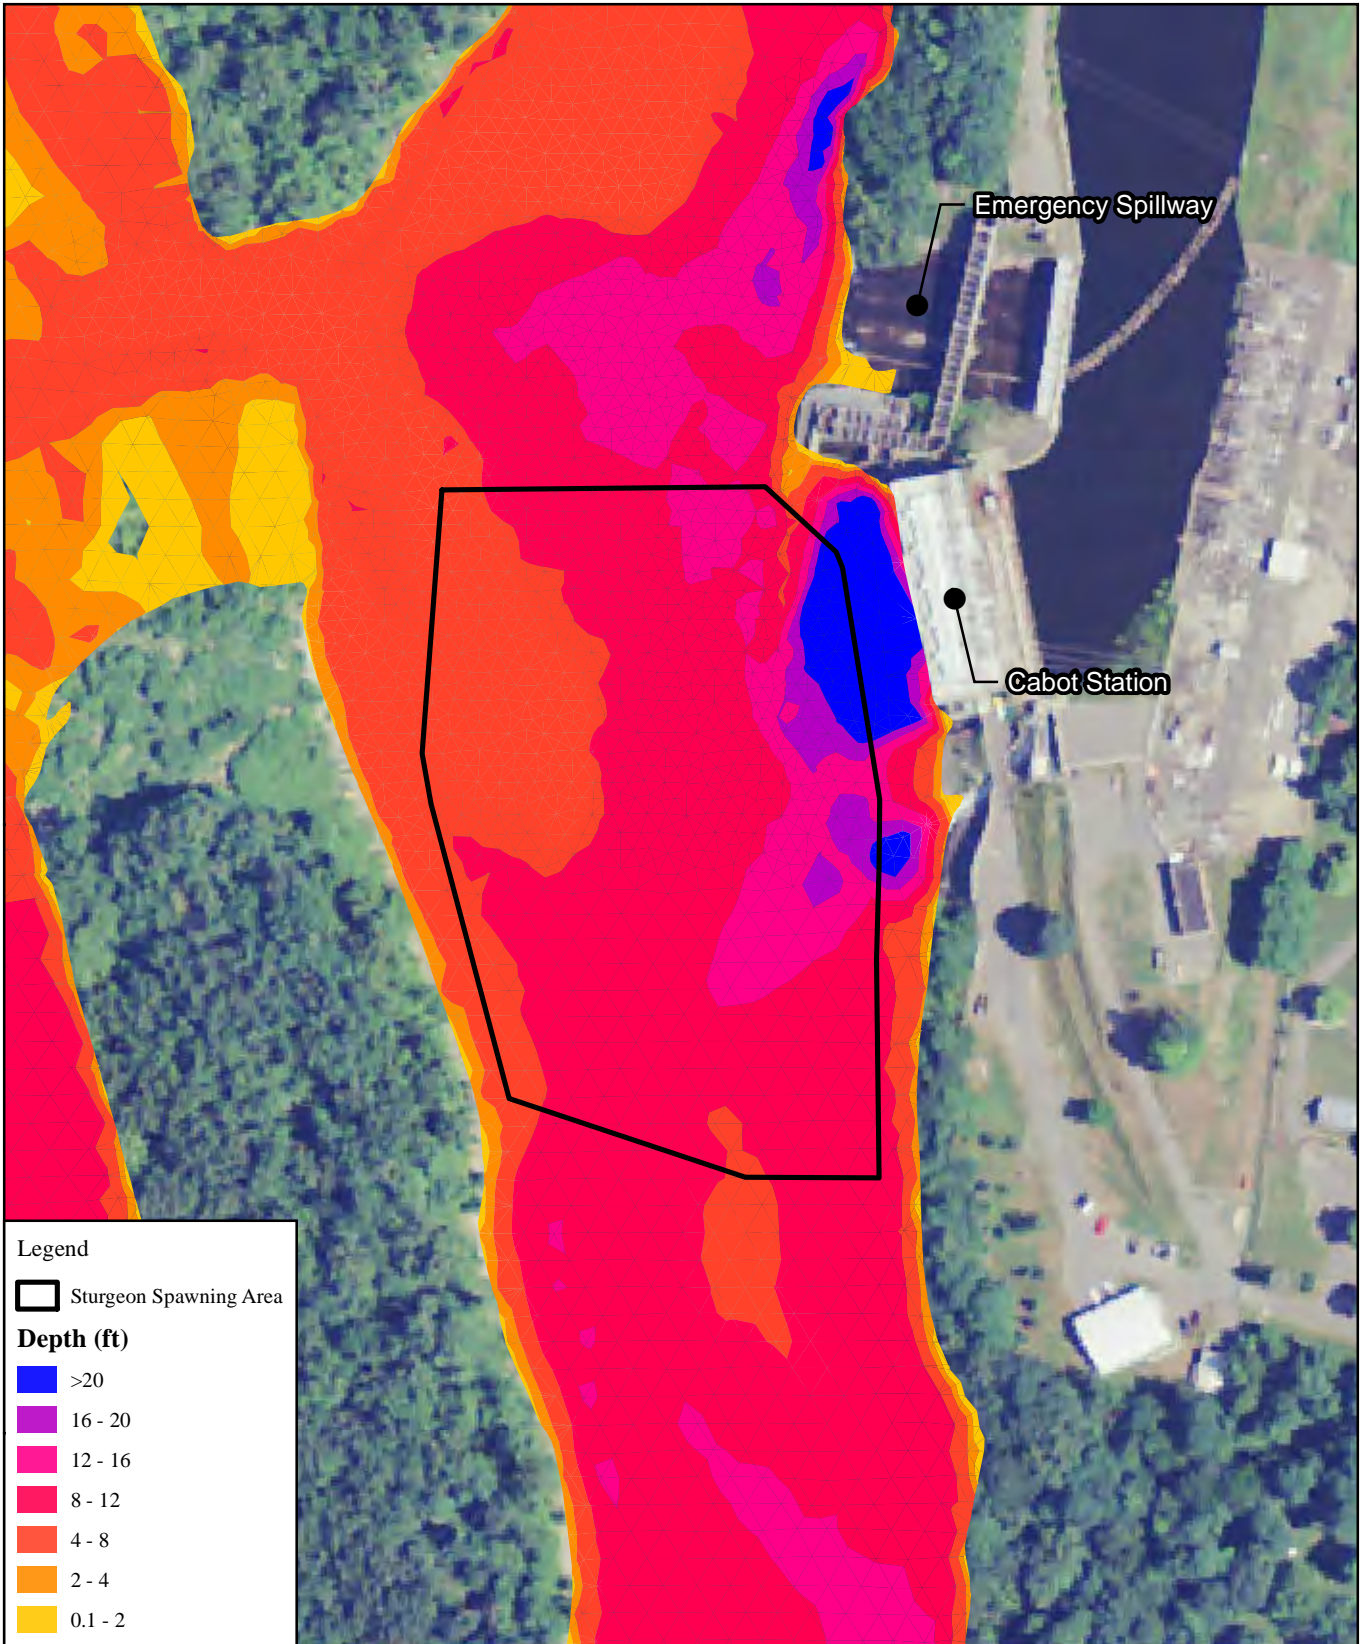 Emergency Spillway
Cabot Station
Legend
Sturgeon Spawning Area
Depth (ft)
>20
16 - 20
12 - 16
8 - 12
4 - 8
2 - 4
0.1 - 2